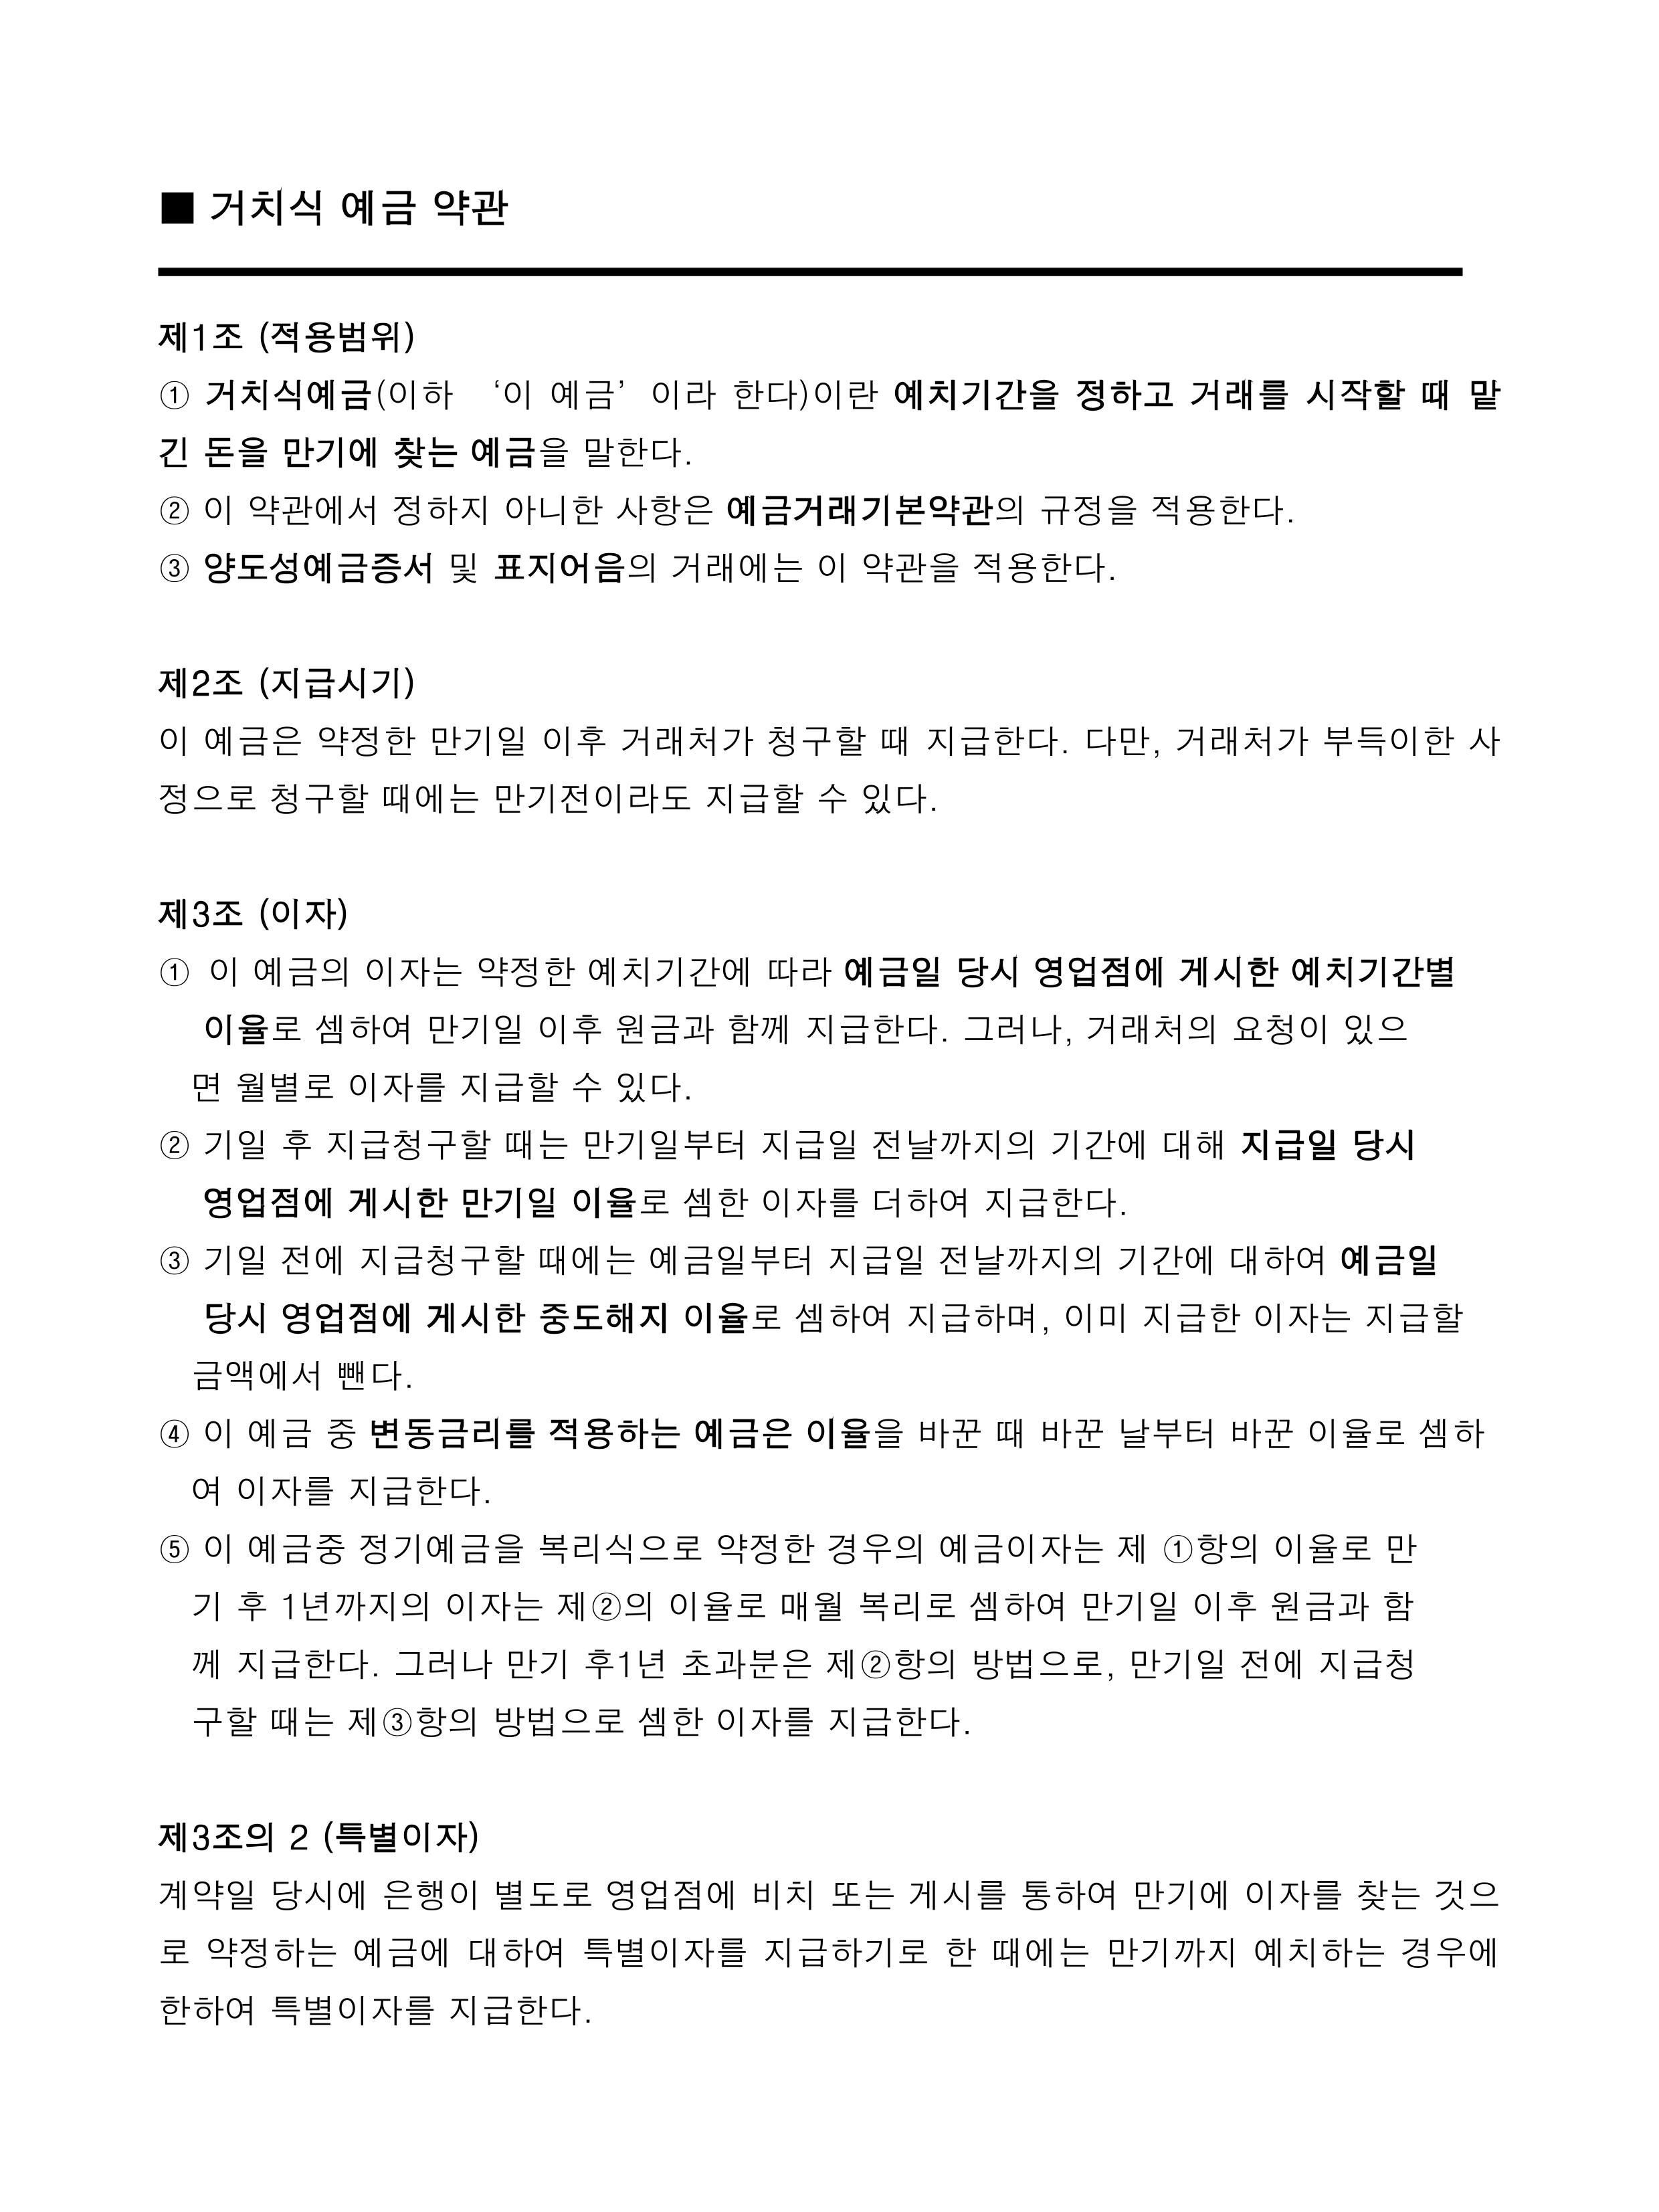 ■ 거치식 예금 약관
제1조 (적용범위)
① 거치식예금(이하 ‘이 예금’ 이라 한다)이란 예치기간을 정하고 거래를 시작할 때 맡
긴 돈을 만기에 찾는 예금을 말한다.
② 이 약관에서 정하지 아니한 사항은 예금거래기본약관의 규정을 적용한다.
③ 양도성예금증서 및 표지어음의 거래에는 이 약관을 적용한다.
제2조 (지급시기)
이 예금은 약정한 만기일 이후 거래처가 청구할 때 지급한다. 다만, 거래처가 부득이한 사
정으로 청구할 때에는 만기전이라도 지급할 수 있다.
제3조 (이자)
① 이 예금의 이자는 약정한 예치기간에 따라 예금일 당시 영업점에 게시한 예치기간별
이율로 셈하여 만기일 이후 원금과 함께 지급한다. 그러나, 거래처의 요청이 있으
면 월별로 이자를 지급할 수 있다.
② 기일 후 지급청구할 때는 만기일부터 지급일 전날까지의 기간에 대해 지급일 당시
영업점에 게시한 만기일 이율로 셈한 이자를 더하여 지급한다.
③ 기일 전에 지급청구할 때에는 예금일부터 지급일 전날까지의 기간에 대하여 예금일
당시 영업점에 게시한 중도해지 이율로 셈하여 지급하며, 이미 지급한 이자는 지급할
금액에서 뺀다.
④ 이 예금 중 변동금리를 적용하는 예금은 이율을 바꾼 때 바꾼 날부터 바꾼 이율로 셈하
여 이자를 지급한다.
⑤ 이 예금중 정기예금을 복리식으로 약정한 경우의 예금이자는 제 ①항의 이율로 만
기 후 1년까지의 이자는 제②의 이율로 매월 복리로 셈하여 만기일 이후 원금과 함
께 지급한다. 그러나 만기 후1년 초과분은 제②항의 방법으로, 만기일 전에 지급청
구할 때는 제③항의 방법으로 셈한 이자를 지급한다.
제3조의 2 (특별이자)
계약일 당시에 은행이 별도로 영업점에 비치 또는 게시를 통하여 만기에 이자를 찾는 것으
로 약정하는 예금에 대하여 특별이자를 지급하기로 한 때에는 만기까지 예치하는 경우에
한하여 특별이자를 지급한다.